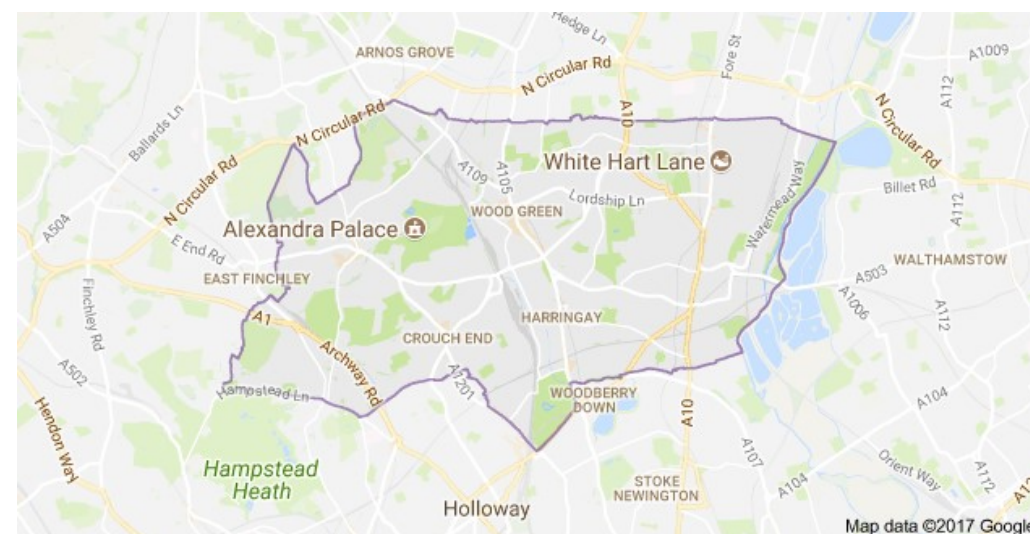 Hedge Ln
ARNOS GROVE
Fore St
A1009
N Circular Rd
A112
Ballards Ln
N Circular Rd
A10
N Circular Rd
N Circular Rd
A109
A105
White Hart Lane
Billet Rd
Lordship Ln
A112
WOOD GREEN
Watermead Way
A504
Alexandra Palace
E End Rd
WALTHAMSTOW
EAST FINCHLEY
A503
Finchley Rd
A1006
A112
A1
HARRINGAY
CROUCH END
Archway Rd
A502
A1201
Hampstead Ln
WOODBERRY
DOWN
A104
A10
Hendon Way
A107
Orient Way
Hampstead
Heath
STOKE
NEWINGTON
A104
A112
A12
Holloway
Map data ©2017 Google